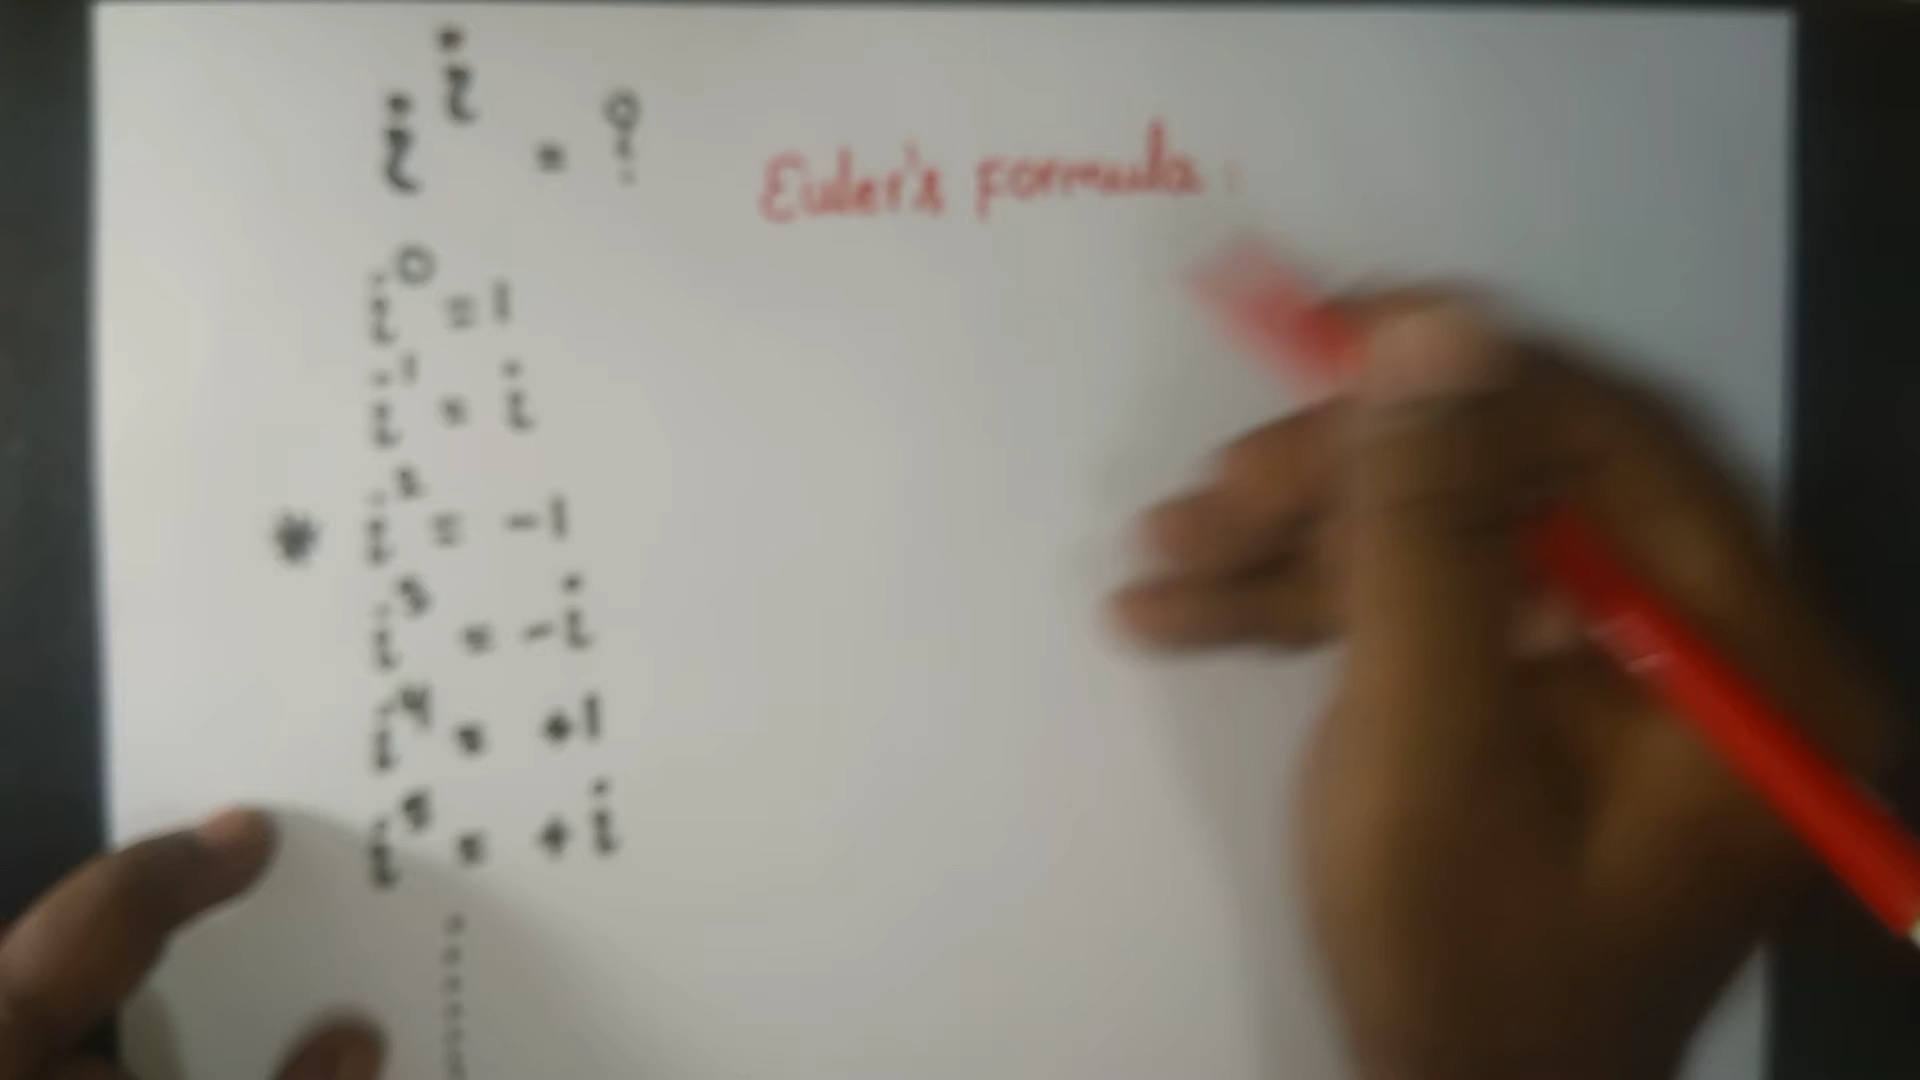 i^i = ?
Euler's formula :
i^0 = 1
i^1 = i
* i^2 = -1
i^3 = -i
i^4 = +1
i^5 = +i